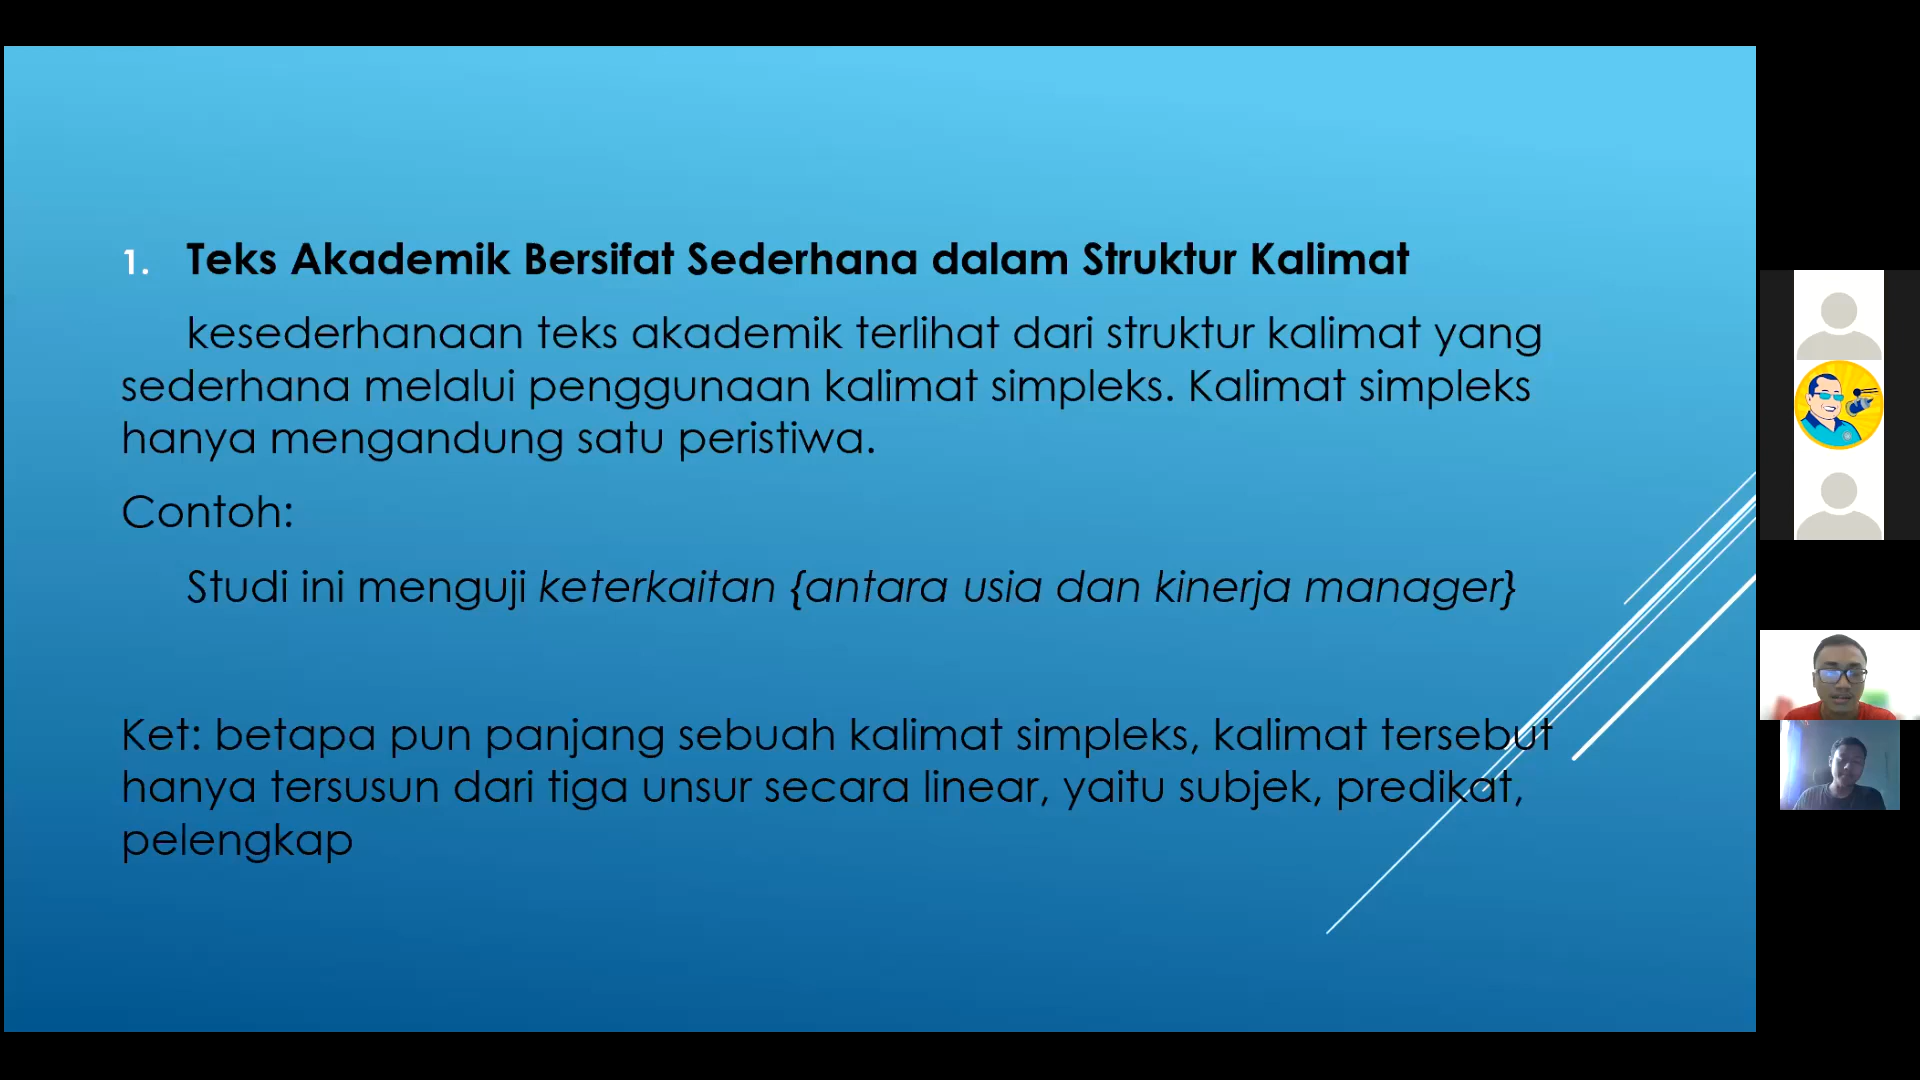 1. Teks Akademik Bersifat Sederhana dalam Struktur Kalimat
kesederhanaan teks akademik terlihat dari struktur kalimat yang
sederhana melalui penggunaan kalimat simpleks. Kalimat simpleks
hanya mengandung satu peristiwa.
Contoh:
Studi ini menguji keterkaitan {antara usia dan kinerja manager}
Ket: betapa pun panjang sebuah kalimat simpleks, kalimat tersebut
hanya tersusun dari tiga unsur secara linear, yaitu subjek, predikat,
pelengkap